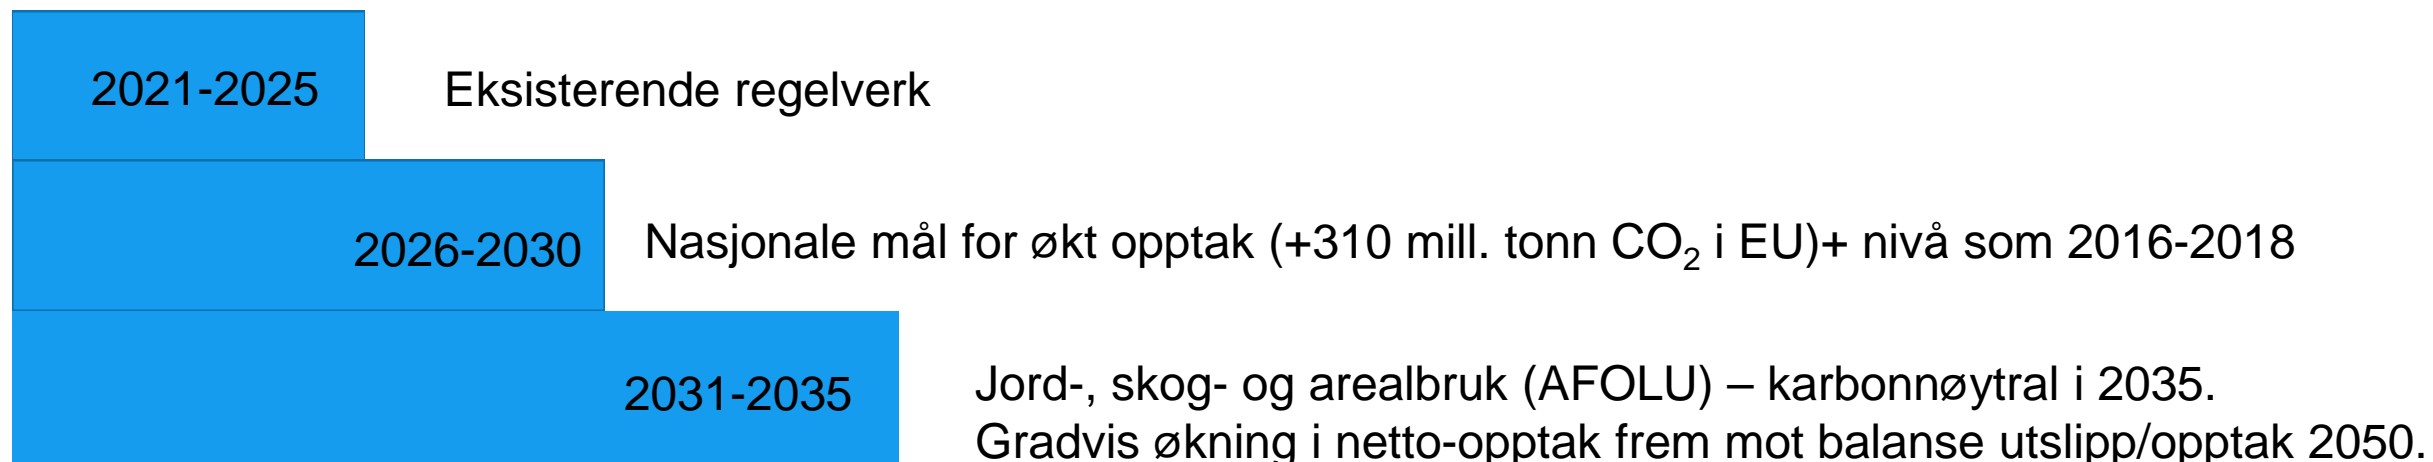 2021-2025 Eksisterende regelverk
2026-2030 Nasjonale mål for økt opptak (+310 mill. tonn CO₂ i EU)+ nivå som 2016-2018
2031-2035 Jord-, skog- og arealbruk (AFOLU) – karbonnøytral i 2035.
Gradvis økning i netto-opptak frem mot balanse utslipp/opptak 2050.